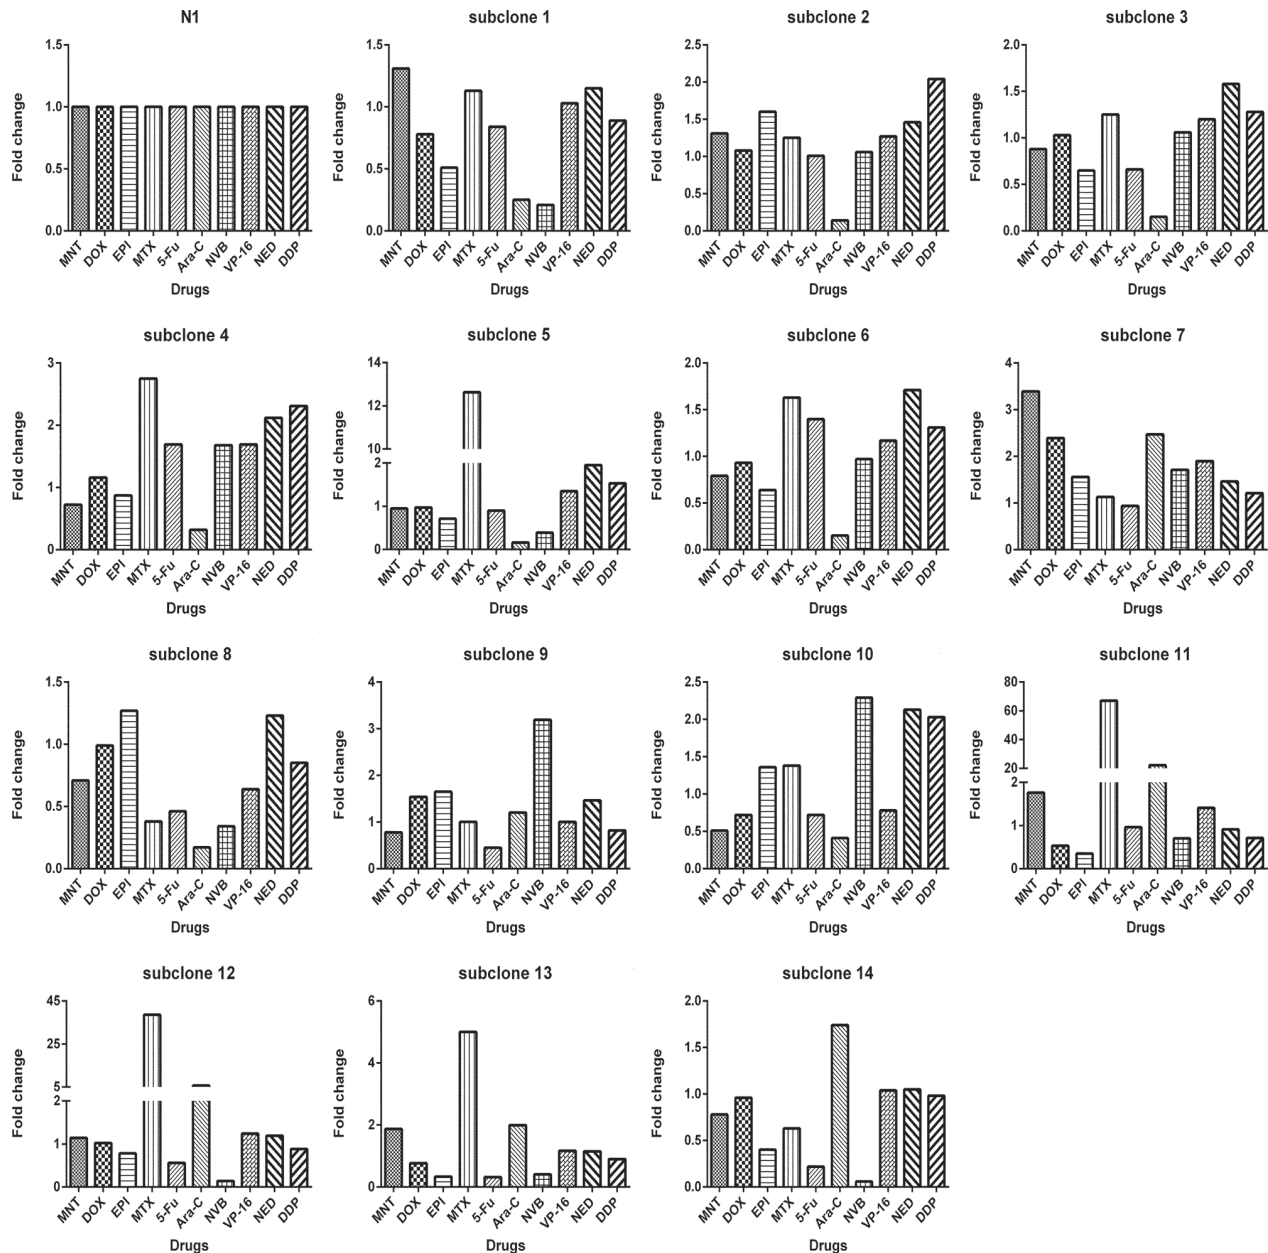 N1
Fold change
1.5
1.0
0.5
0.0
MNT DOX EPI MTX 5-Fu Ara-C NVB VP-16 NED DDP
Drugs
subclone 1
Fold change
1.5
1.0
0.5
0.0
MNT DOX EPI MTX 5-Fu Ara-C NVB VP-16 NED DDP
Drugs
subclone 2
Fold change
2.5
2.0
1.5
1.0
0.5
0.0
MNT DOX EPI MTX 5-Fu Ara-C NVB VP-16 NED DDP
Drugs
subclone 3
Fold change
2.0
1.5
1.0
0.5
0.0
MNT DOX EPI MTX 5-Fu Ara-C NVB VP-16 NED DDP
Drugs
subclone 4
Fold change
3
2
1
0
MNT DOX EPI MTX 5-Fu Ara-C NVB VP-16 NED DDP
Drugs
subclone 5
Fold change
14
12
10
2
1
0
MNT DOX EPI MTX 5-Fu Ara-C NVB VP-16 NED DDP
Drugs
subclone 6
Fold change
2.0
1.5
1.0
0.5
0.0
MNT DOX EPI MTX 5-Fu Ara-C NVB VP-16 NED DDP
Drugs
subclone 7
Fold change
4
3
2
1
0
MNT DOX EPI MTX 5-Fu Ara-C NVB VP-16 NED DDP
Drugs
subclone 8
Fold change
1.5
1.0
0.5
0.0
MNT DOX EPI MTX 5-Fu Ara-C NVB VP-16 NED DDP
Drugs
subclone 9
Fold change
4
3
2
1
0
MNT DOX EPI MTX 5-Fu Ara-C NVB VP-16 NED DDP
Drugs
subclone 10
Fold change
2.5
2.0
1.5
1.0
0.5
0.0
MNT DOX EPI MTX 5-Fu Ara-C NVB VP-16 NED DDP
Drugs
subclone 11
Fold change
80
60
40
20
2
1
0
MNT DOX EPI MTX 5-Fu Ara-C NVB VP-16 NED DDP
Drugs
subclone 12
Fold change
45
25
5
2
1
0
MNT DOX EPI MTX 5-Fu Ara-C NVB VP-16 NED DDP
Drugs
subclone 13
Fold change
6
4
2
0
MNT DOX EPI MTX 5-Fu Ara-C NVB VP-16 NED DDP
Drugs
subclone 14
Fold change
2.0
1.5
1.0
0.5
0.0
MNT DOX EPI MTX 5-Fu Ara-C NVB VP-16 NED DDP
Drugs